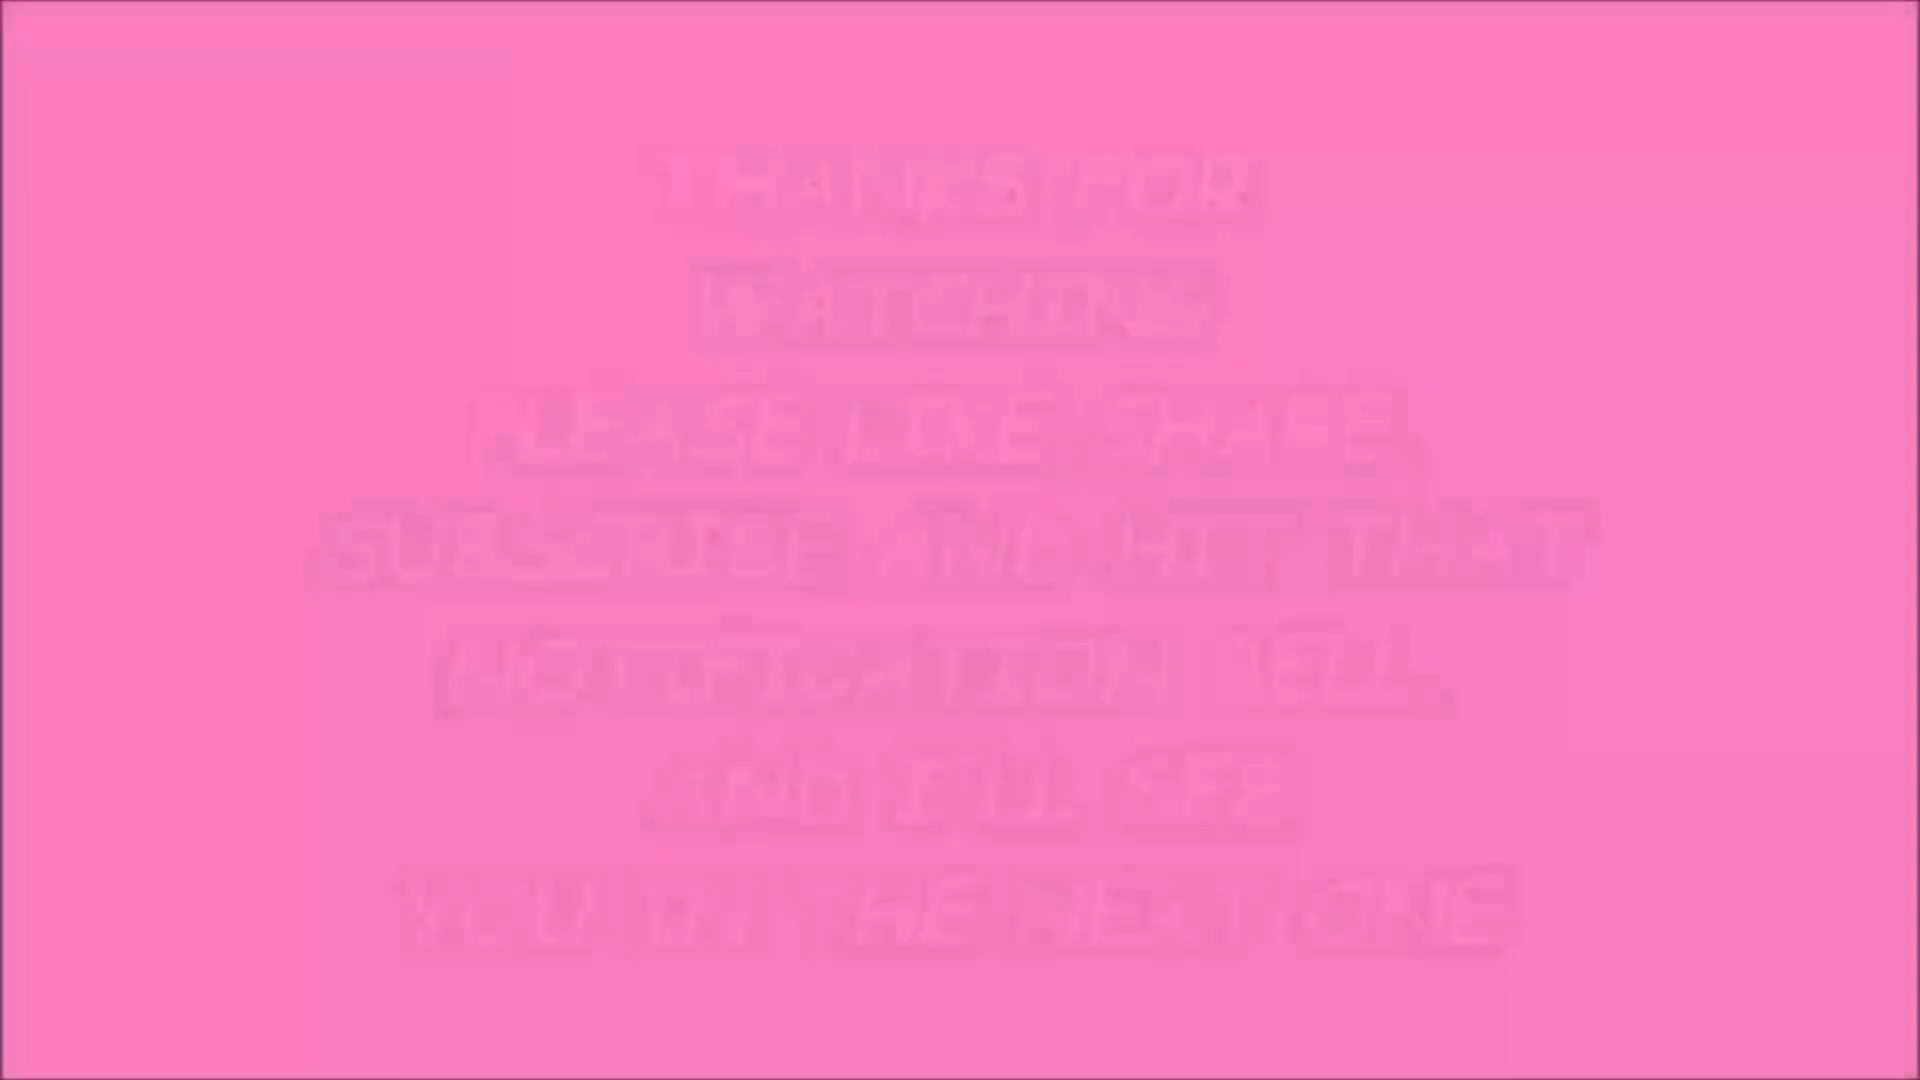 THANKS FOR
WATCHING
PLEASE LIKE SHARE,
SUBSCRIBE AND HIT THAT
NOTIFICATION BELL,
AND I'LL SEE
YOU IN THE NEXT ONE